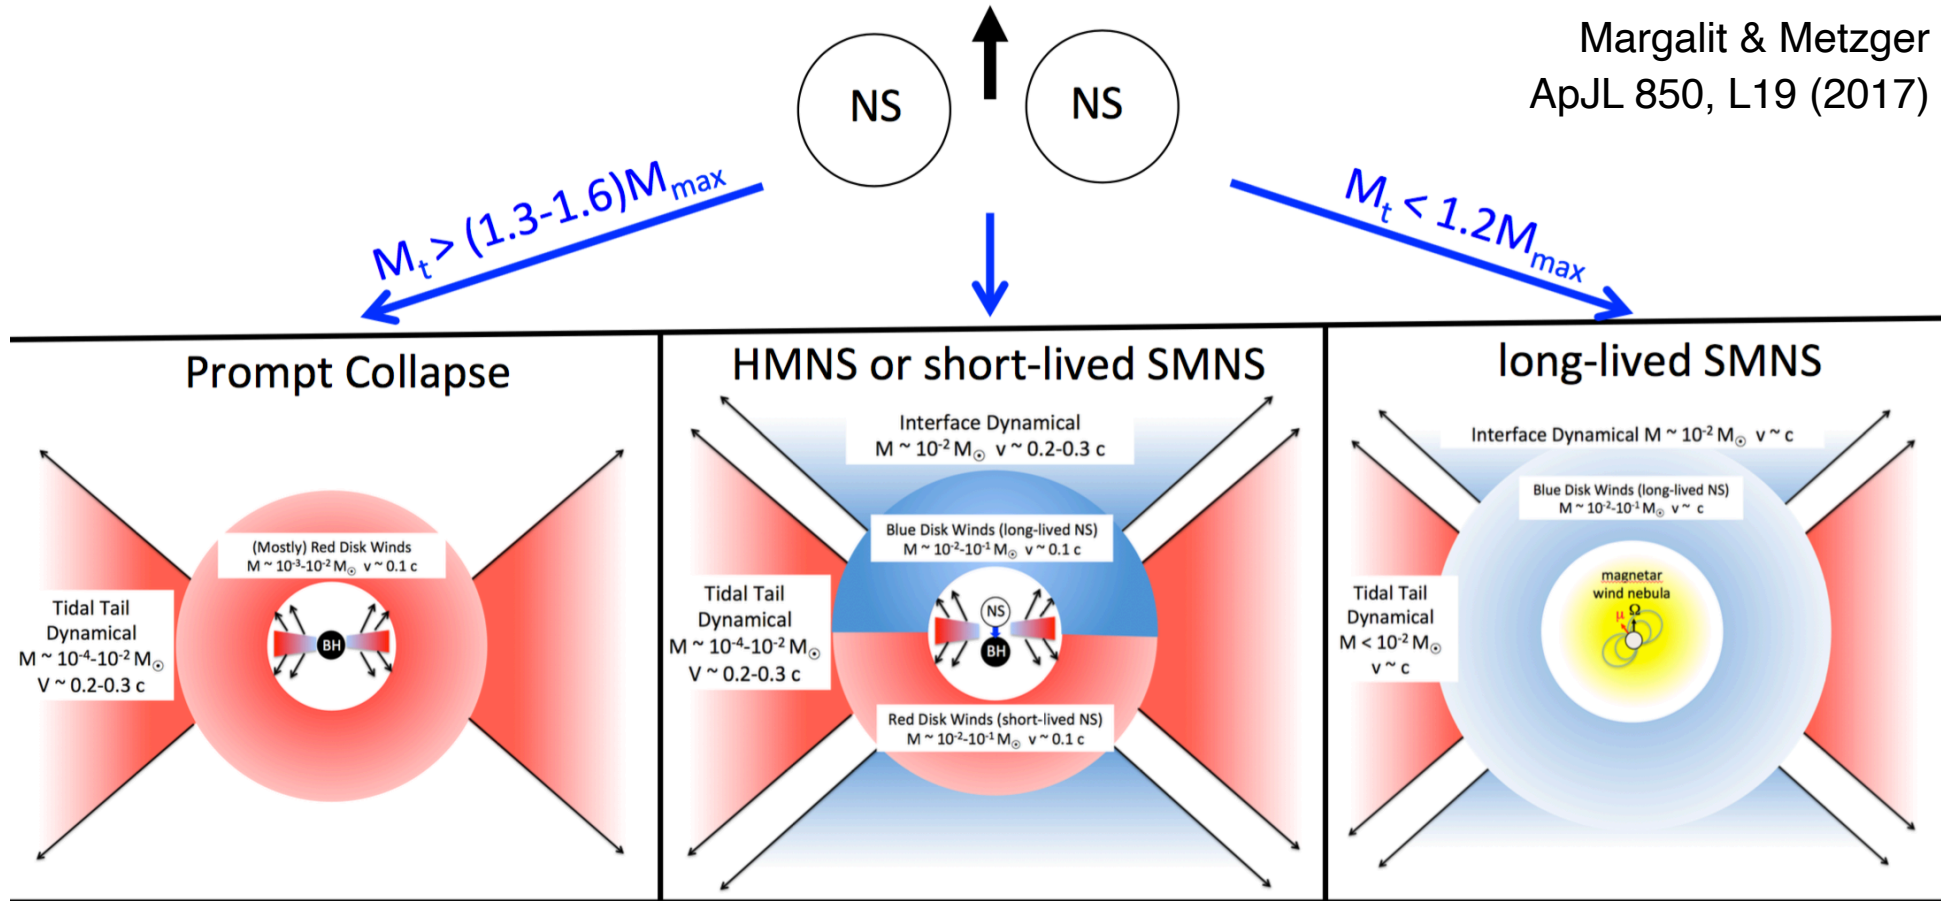 Margalit & Metzger
ApJL 850, L19 (2017)
NS
NS
M_t > (1.3-1.6)M_max
M_t < 1.2M_max
Prompt Collapse
(Mostly) Red Disk Winds
M ~ 10⁻³-10⁻² M☉ v ~ 0.1 c
Tidal Tail
Dynamical
M ~ 10⁻⁴-10⁻² M☉
V ~ 0.2-0.3 c
BH
HMNS or short-lived SMNS
Interface Dynamical
M ~ 10⁻² M☉ v ~ 0.2-0.3 c
Blue Disk Winds (long-lived NS)
M ~ 10⁻²-10⁻¹ M☉ v ~ 0.1 c
Tidal Tail
Dynamical
M ~ 10⁻⁴-10⁻² M☉
V ~ 0.2-0.3 c
NS
BH
Red Disk Winds (short-lived NS)
M ~ 10⁻²-10⁻¹ M☉ v ~ 0.1 c
long-lived SMNS
Interface Dynamical M ~ 10⁻² M☉ v ~ c
Blue Disk Winds (long-lived NS)
M ~ 10⁻²-10⁻¹ M☉ v ~ c
Tidal Tail
Dynamical
M < 10⁻² M☉
v ~ c
magnetar
wind nebula
Ω
μ